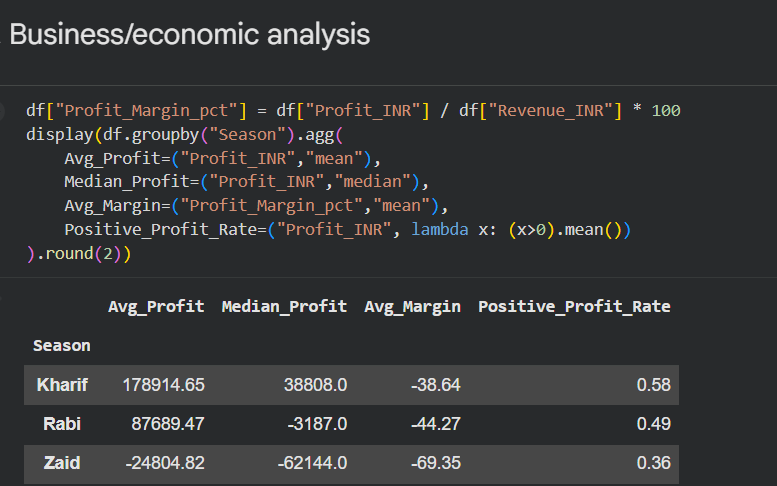 Business/economic analysis
df["Profit_Margin_pct"] = df["Profit_INR"] / df["Revenue_INR"] * 100
display(df.groupby("Season").agg(
    Avg_Profit=("Profit_INR","mean"),
    Median_Profit=("Profit_INR","median"),
    Avg_Margin=("Profit_Margin_pct","mean"),
    Positive_Profit_Rate=("Profit_INR", lambda x: (x>0).mean())
).round(2))
Avg_Profit Median_Profit Avg_Margin Positive_Profit_Rate
Season
Kharif 178914.65 38808.0 -38.64 0.58
Rabi 87689.47 -3187.0 -44.27 0.49
Zaid -24804.82 -62144.0 -69.35 0.36